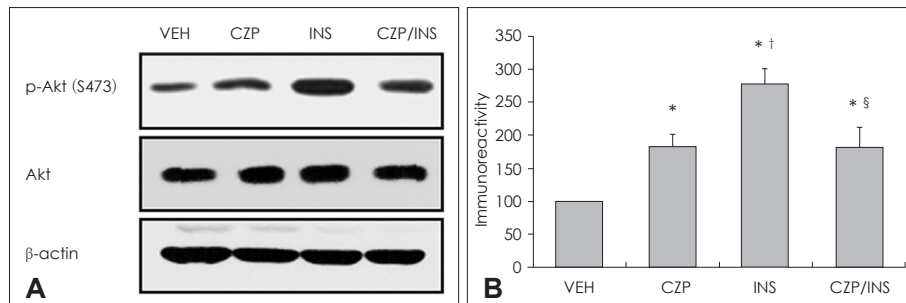 VEH CZP INS CZP/INS
p-Akt (S473)
Akt
β-actin
A
Immunoreactivity
350
300
250
200
150
100
50
0
*
* †
* §
VEH CZP INS CZP/INS
B